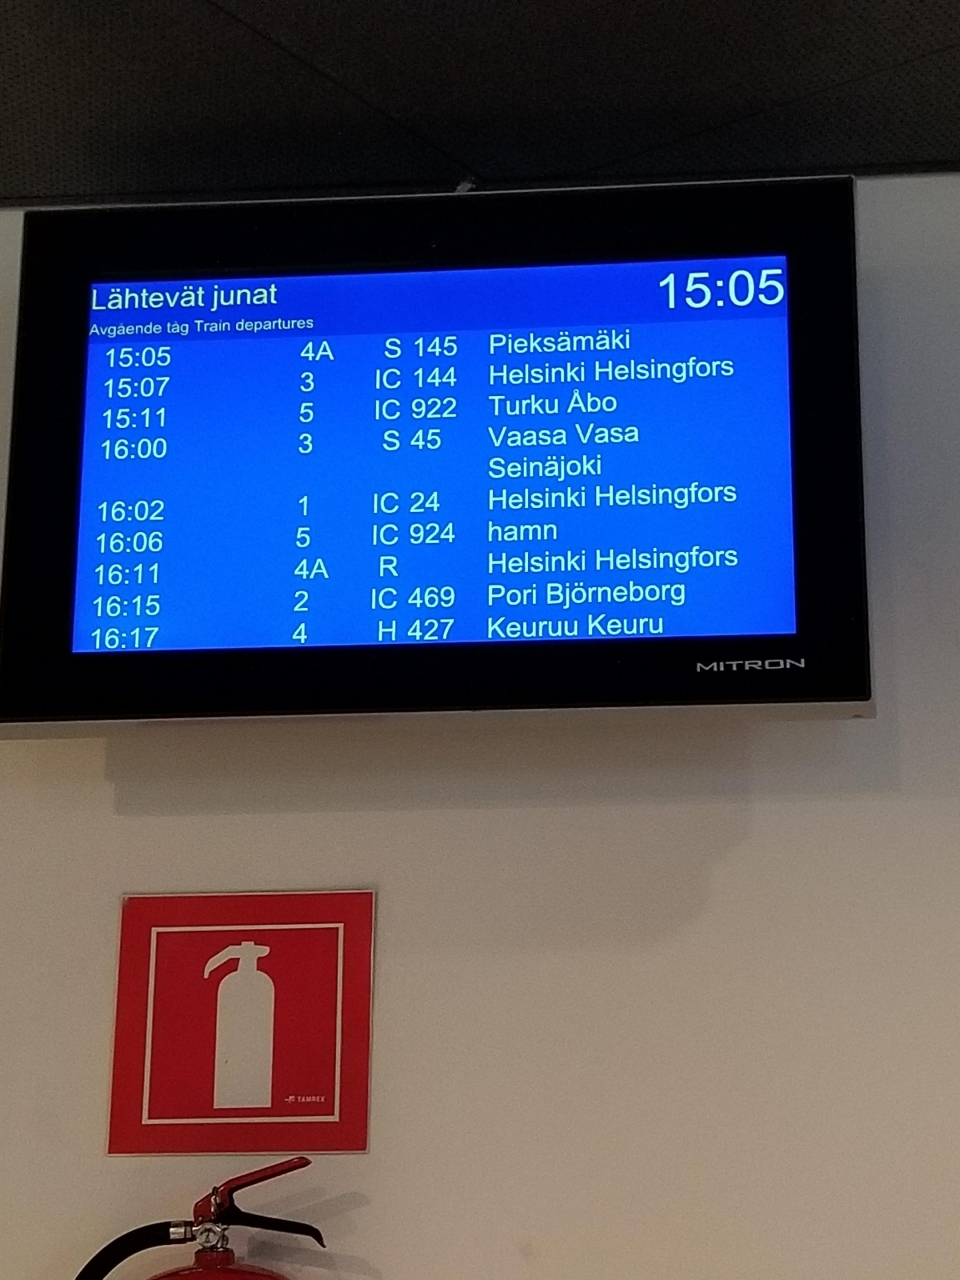 Lähtevät junat 15:05
Avgående tåg Train departures
15:05 4A S 145 Pieksämäki
15:07 3 IC 144 Helsinki Helsingfors
15:11 5 IC 922 Turku Åbo
16:00 3 S 45 Vaasa Vasa
Seinäjoki
16:02 1 IC 24 Helsinki Helsingfors
16:06 5 IC 924 hamn
16:11 4A R Helsinki Helsingfors
16:15 2 IC 469 Pori Björneborg
16:17 4 H 427 Keuruu Keuru
MITRON
TAMREX